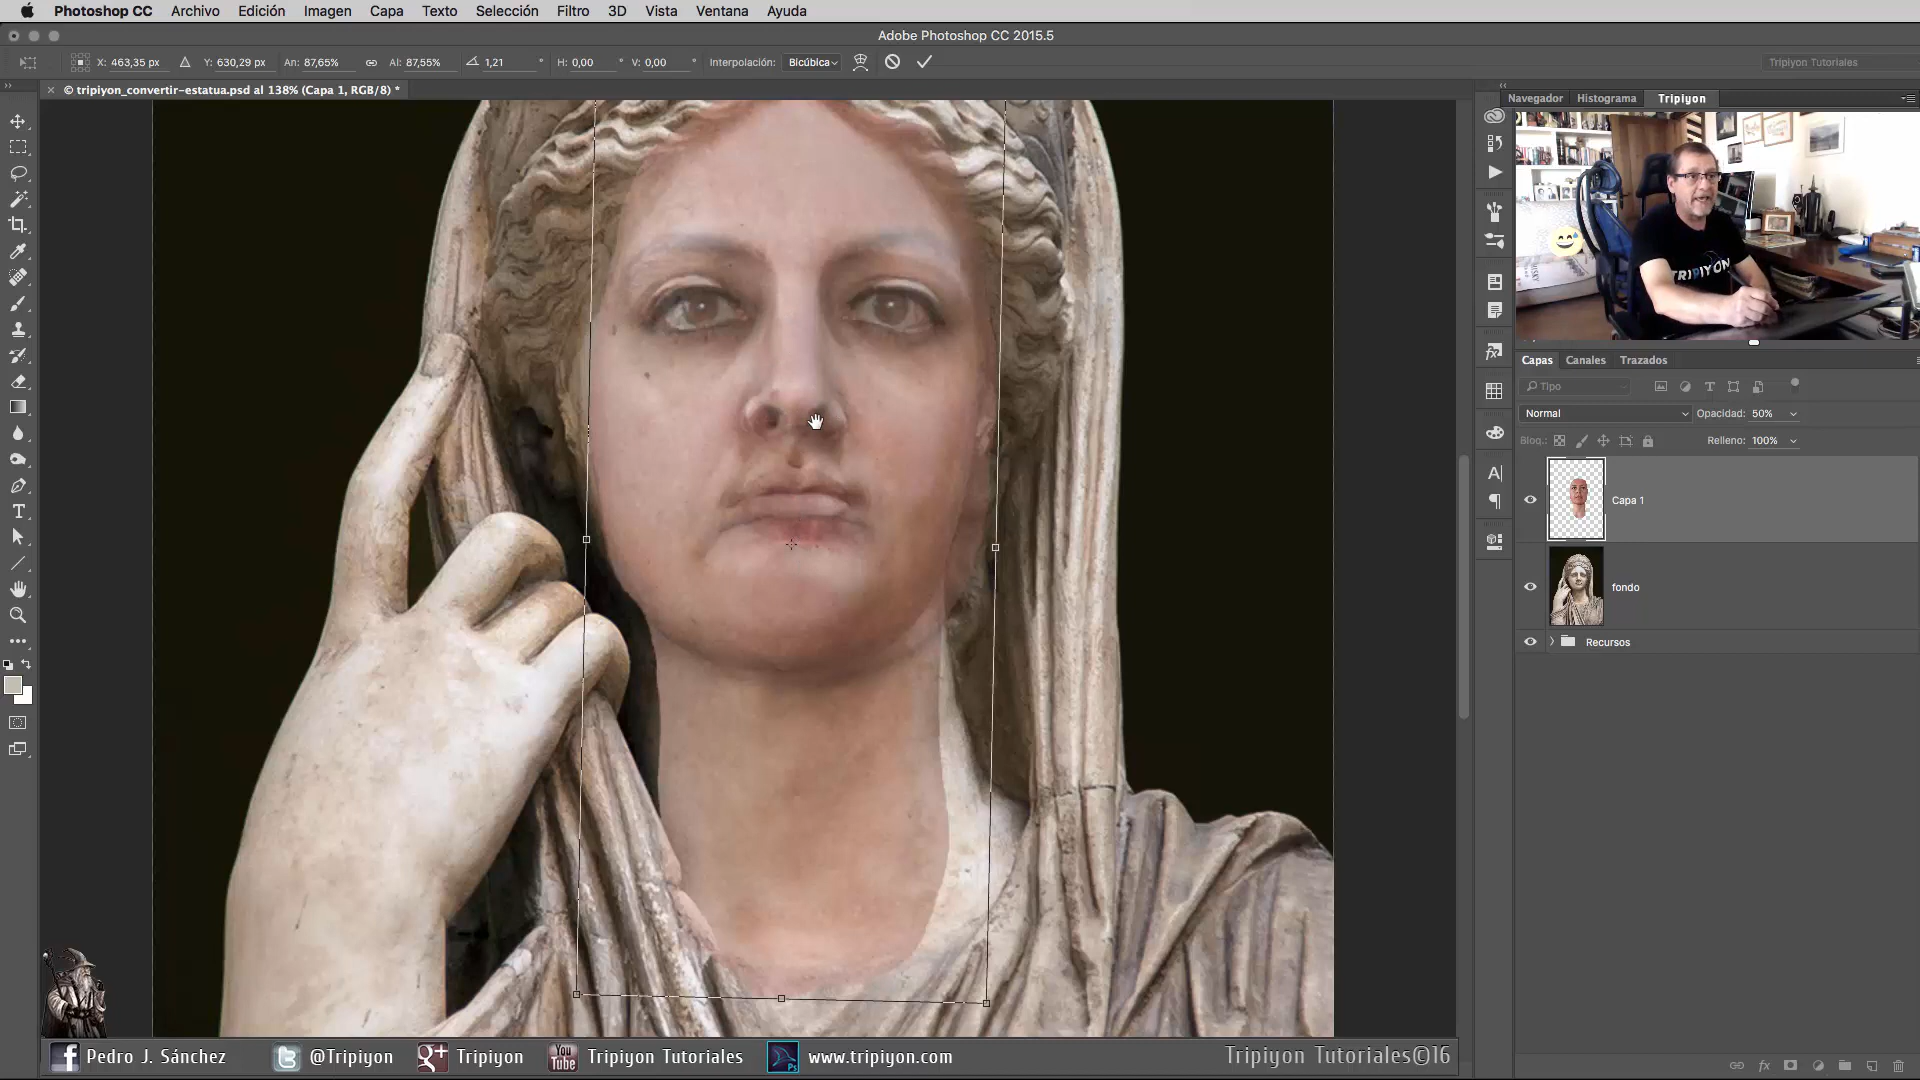 Photoshop CC Archivo Edición Imagen Capa Texto Selección Filtro 3D Vista Ventana Ayuda
Adobe Photoshop CC 2015.5
X: 463,35 px Y: 630,29 px An: 87,65% Al: 87,55% 1,21 ° H: 0,00 ° V: 0,00 ° Interpolación: Bicúbica Tripiyon Tutoriales
© tripiyon_convertir-estatua.psd al 138% (Capa 1, RGB/8) *
Navegador Histograma Tripiyon
TRIPIYON
Capas Canales Trazados
Tipo
Normal Opacidad: 50%
Bloq.: Relleno: 100%
Capa 1
fondo
Recursos
Pedro J. Sánchez @Tripiyon Tripiyon Tripiyon Tutoriales www.tripiyon.com Tripiyon Tutoriales©16